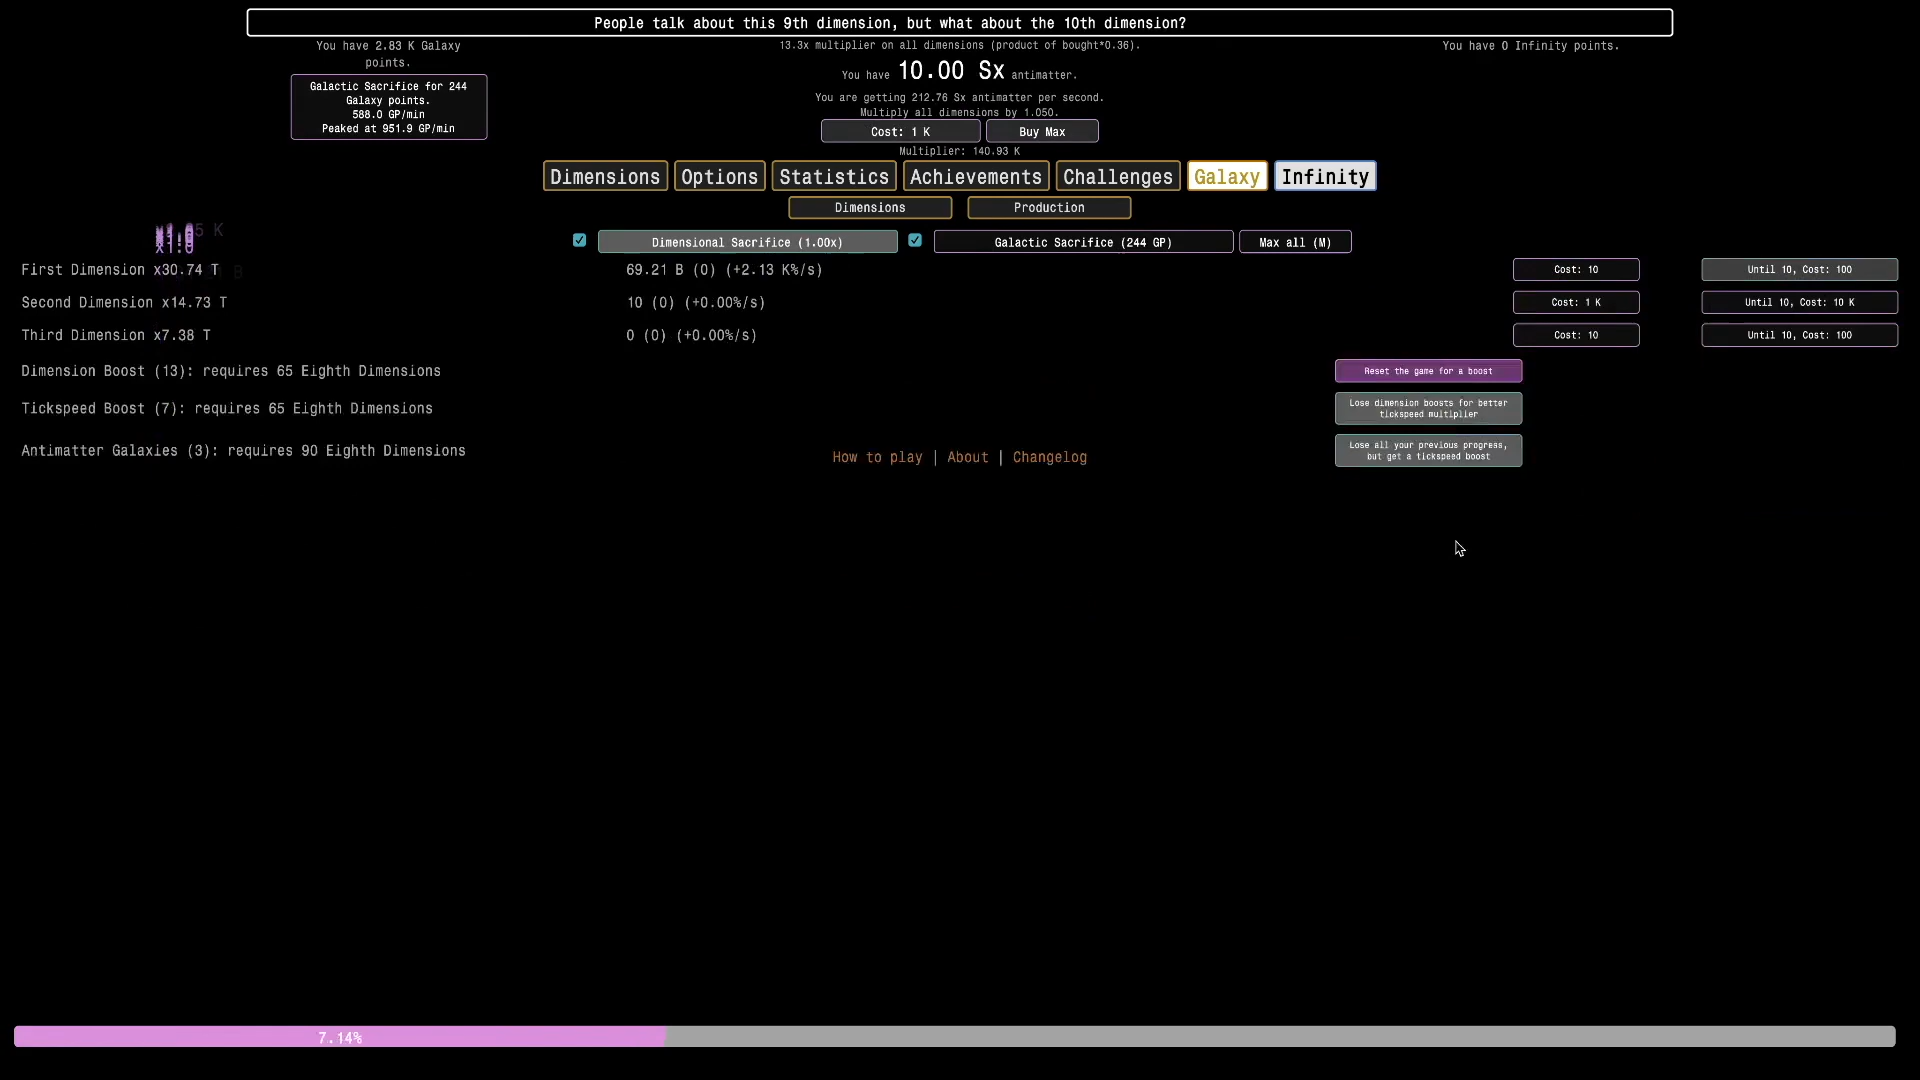 People talk about this 9th dimension, but what about the 10th dimension?
You have 2.83 K Galaxy
points.
13.3x multiplier on all dimensions (product of bought*0.36).
You have 0 Infinity points.
You have 10.00 Sx antimatter.
Galactic Sacrifice for 244
Galaxy points.
588.0 GP/min
Peaked at 951.9 GP/min
You are getting 212.76 Sx antimatter per second.
Multiply all dimensions by 1.050.
Cost: 1 K
Buy Max
Multiplier: 140.93 K
Dimensions
Options
Statistics
Achievements
Challenges
Galaxy
Infinity
Dimensions
Production
Dimensional Sacrifice (1.00x)
Galactic Sacrifice (244 GP)
Max all (M)
First Dimension x30.74 T
69.21 B (0) (+2.13 K%/s)
Cost: 10
Until 10, Cost: 100
Second Dimension x14.73 T
10 (0) (+0.00%/s)
Cost: 1 K
Until 10, Cost: 10 K
Third Dimension x7.38 T
0 (0) (+0.00%/s)
Cost: 10
Until 10, Cost: 100
Dimension Boost (13): requires 65 Eighth Dimensions
Reset the game for a boost
Tickspeed Boost (7): requires 65 Eighth Dimensions
Lose dimension boosts for better
tickspeed multiplier
Antimatter Galaxies (3): requires 90 Eighth Dimensions
Lose all your previous progress,
but get a tickspeed boost
How to play | About | Changelog
7.14%